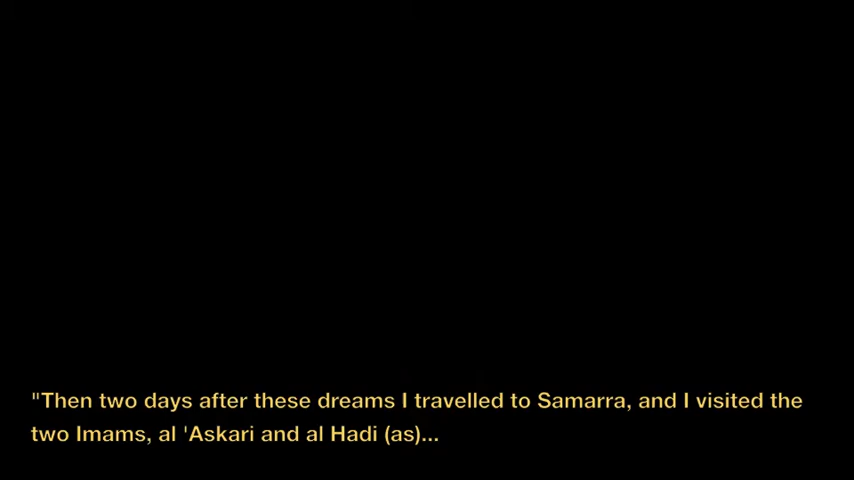 "Then two days after these dreams I travelled to Samarra, and I visited the
two Imams, al 'Askari and al Hadi (as)...